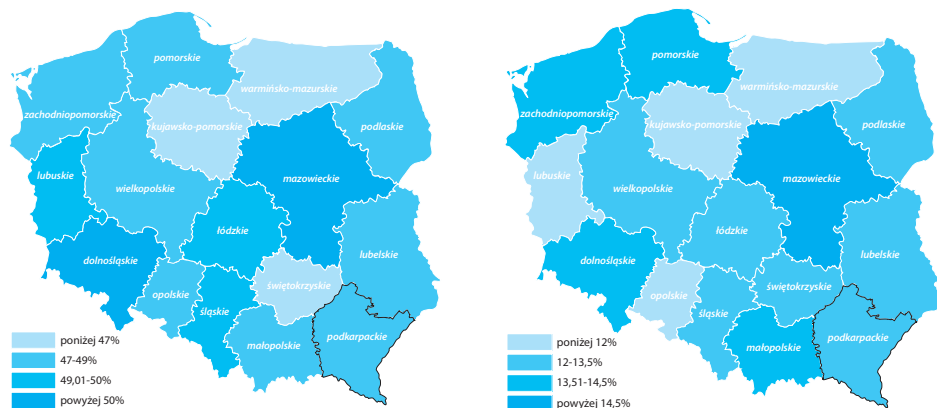 pomorskie
warmińsko-mazurskie
zachodniopomorskie
kujawsko-pomorskie
podlaskie
lubuskie
wielkopolskie
mazowieckie
łódzkie
dolnośląskie
lubelskie
opolskie
świętokrzyskie
śląskie
małopolskie
podkarpackie
poniżej 47%
47-49%
49,01-50%
powyżej 50%
pomorskie
warmińsko-mazurskie
zachodniopomorskie
kujawsko-pomorskie
podlaskie
lubuskie
wielkopolskie
mazowieckie
łódzkie
dolnośląskie
lubelskie
opolskie
świętokrzyskie
śląskie
małopolskie
podkarpackie
poniżej 12%
12-13,5%
13,51-14,5%
powyżej 14,5%